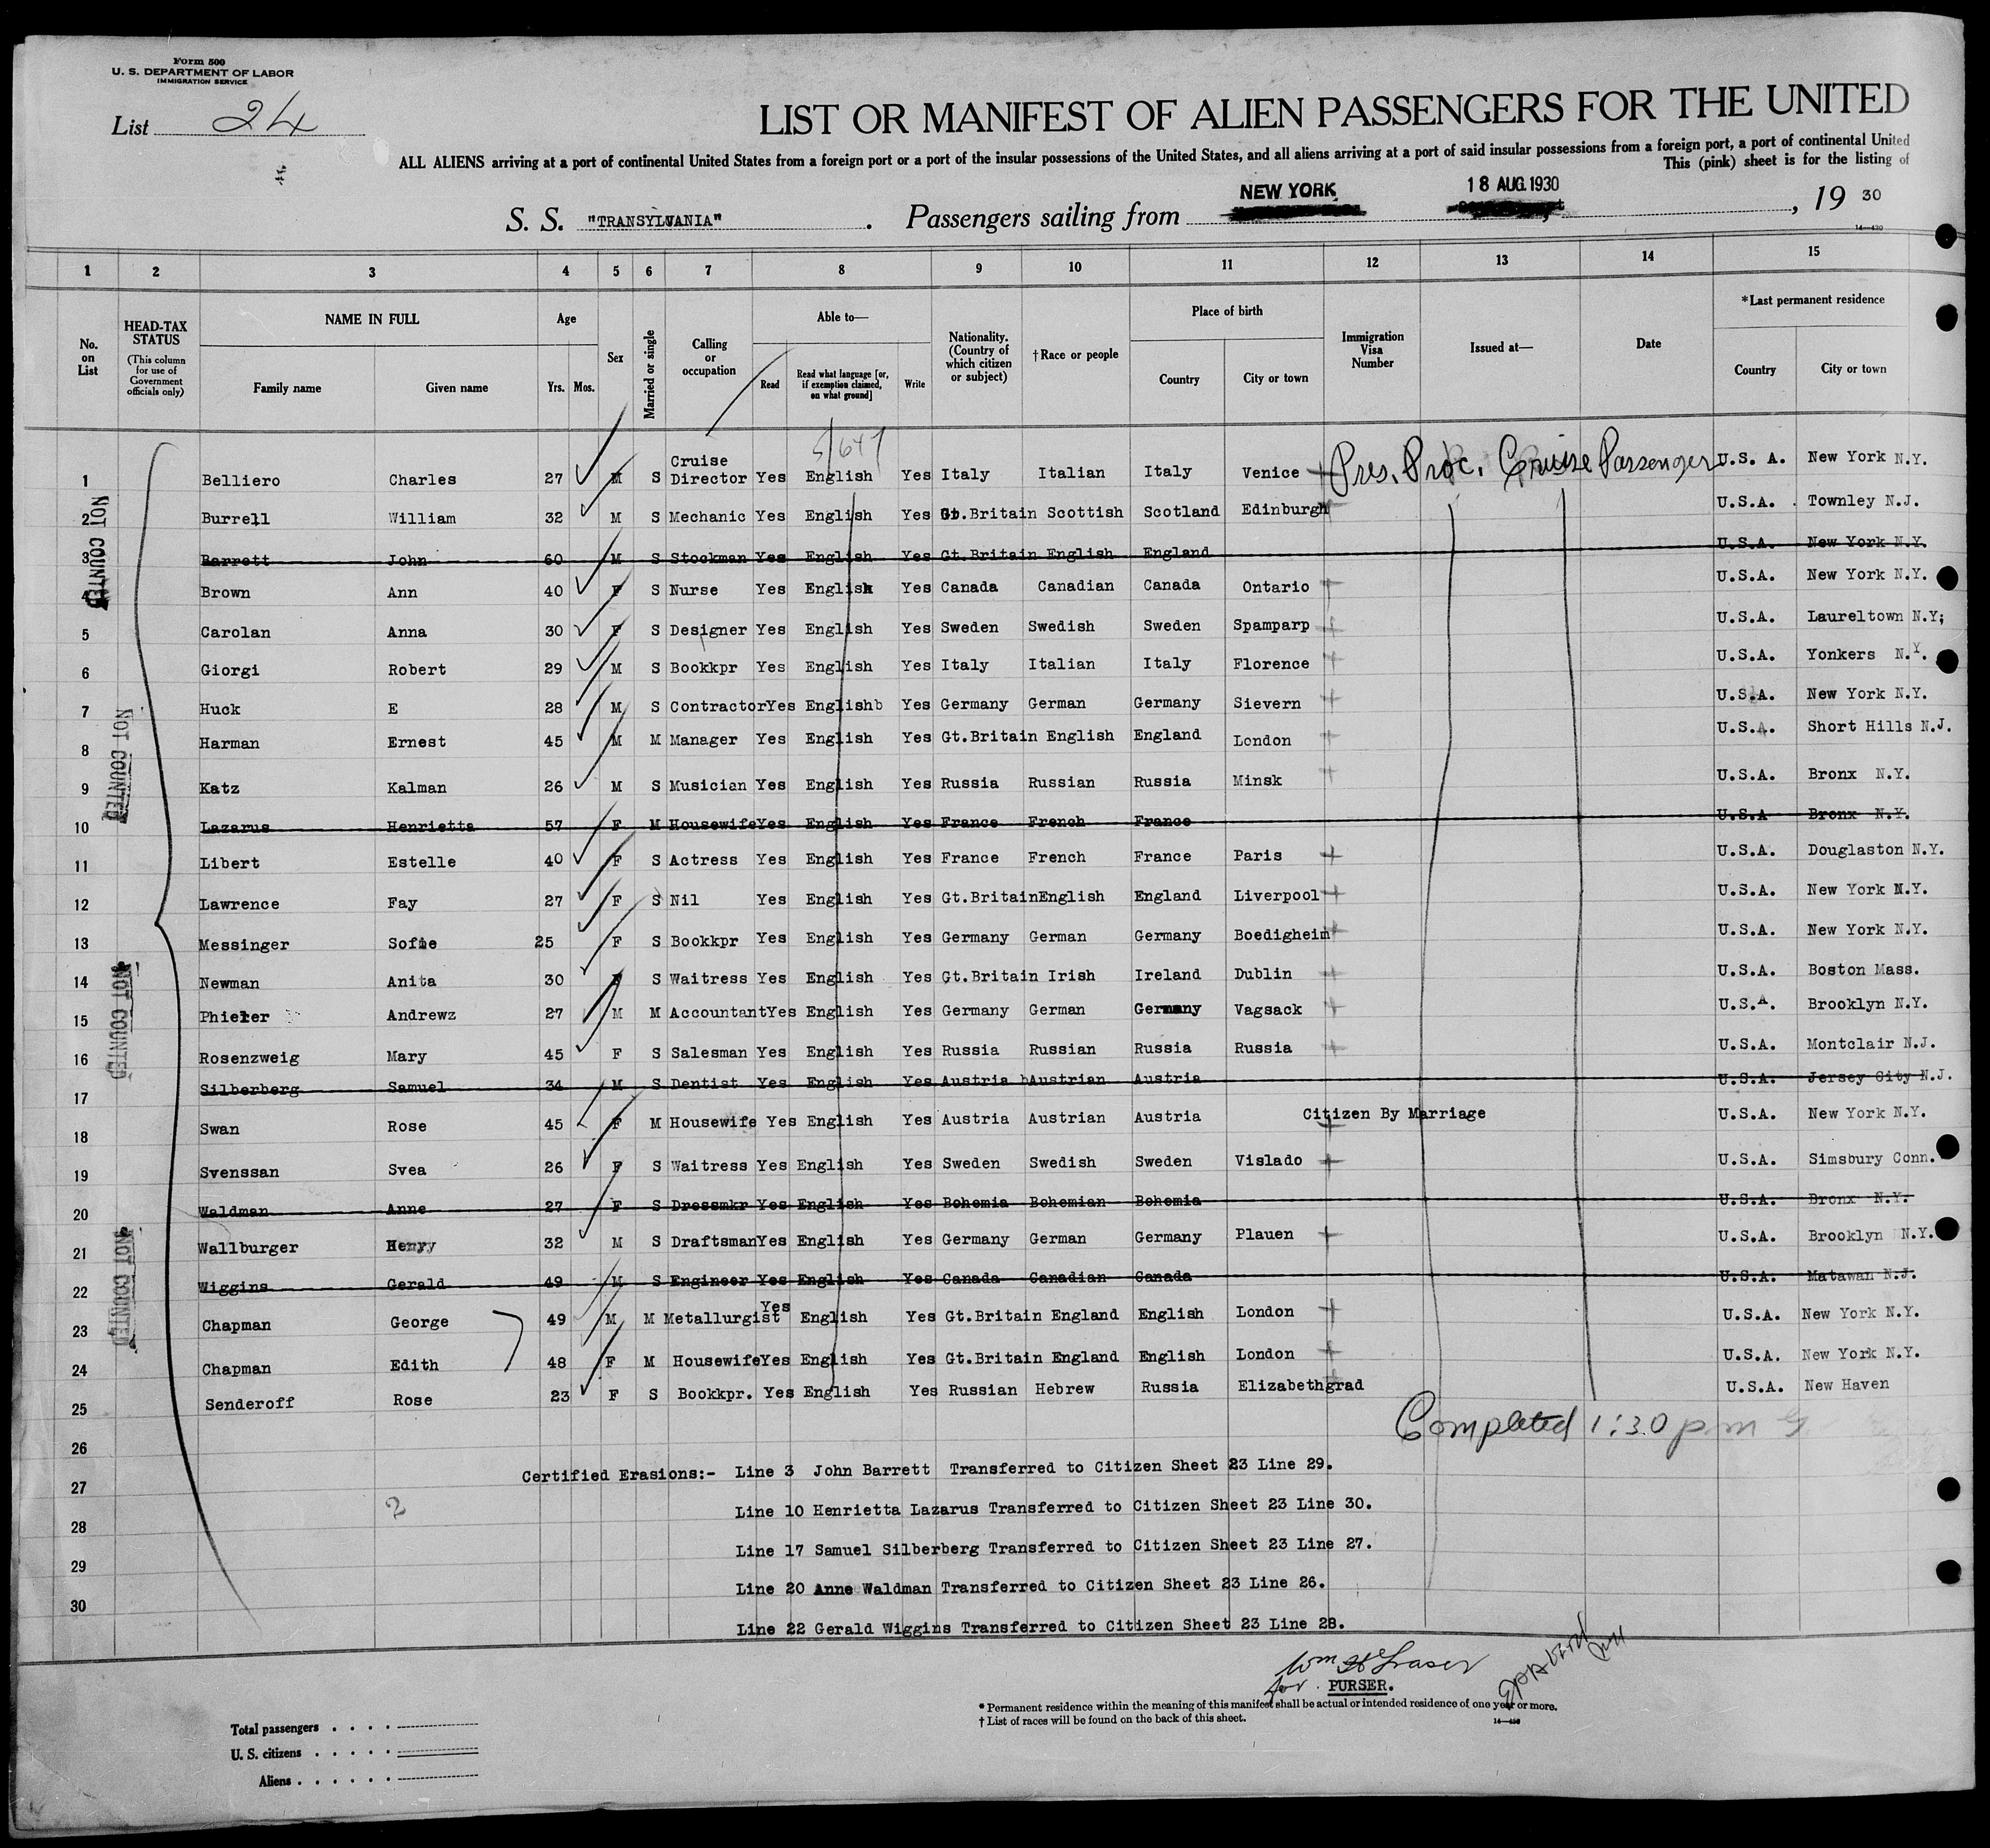 Form 500
U. S. DEPARTMENT OF LABOR
IMMIGRATION SERVICE
List 24
LIST OR MANIFEST OF ALIEN PASSENGERS FOR THE UNITED
ALL ALIENS arriving at a port of continental United States from a foreign port or a port of the insular possessions of the United States, and all aliens arriving at a port of said insular possessions from a foreign port, a port of continental United
This (pink) sheet is for the listing of
S. S. "TRANSYLVANIA". Passengers sailing from NEW YORK 18 AUG. 1930, 19 30
1 2 3 4 5 6 7 8 9 10 11 12 13 14 15
No. on List
HEAD-TAX STATUS (This column for use of Government officials only)
NAME IN FULL Family name Given name
Age Yrs. Mos.
Sex
Married or single
Calling or occupation
Able to— Read Read what language [or, if exemption claimed, on what ground] Write
Nationality. (Country of which citizen or subject)
† Race or people
Place of birth Country City or town
Immigration Visa Number
Issued at—
Date
*Last permanent residence Country City or town
5/647
1 Belliero Charles 27 M S Cruise Director Yes English Yes Italy Italian Italy Venice Pres. Proc. Cruise Passenger U.S. A. New York N.Y.
2 Burrell William 32 M S Mechanic Yes English Yes Gt.Britain Scottish Scotland Edinburgh U.S.A. Townley N.J.
3 Barrett John 60 M S Stockman Yes English Yes Gt.Britain English England U.S.A. New York N.Y.
4 Brown Ann 40 F S Nurse Yes English Yes Canada Canadian Canada Ontario U.S.A. New York N.Y.
5 Carolan Anna 30 F S Designer Yes English Yes Sweden Swedish Sweden Spamparp U.S.A. Laureltown N.Y;
6 Giorgi Robert 29 M S Bookkpr Yes English Yes Italy Italian Italy Florence U.S.A. Yonkers N.Y.
7 Huck E 28 M S Contractor Yes Englishb Yes Germany German Germany Sievern U.S.A. New York N.Y.
8 Harman Ernest 45 M M Manager Yes English Yes Gt.Britain English England London U.S.A. Short Hills N.J.
9 Katz Kalman 26 M S Musician Yes English Yes Russia Russian Russia Minsk U.S.A. Bronx N.Y.
10 Lazarus Henrietta 57 F M Housewife Yes English Yes France French France U.S.A Bronx N.Y.
11 Libert Estelle 40 F S Actress Yes English Yes France French France Paris U.S.A. Douglaston N.Y.
12 Lawrence Fay 27 F S Nil Yes English Yes Gt.Britain English England Liverpool U.S.A. New York N.Y.
13 Messinger Sofie 25 F S Bookkpr Yes English Yes Germany German Germany Boedigheim U.S.A. New York N.Y.
14 Newman Anita 30 F S Waitress Yes English Yes Gt.Britain Irish Ireland Dublin U.S.A. Boston Mass.
15 Phieler Andrewz 27 M M Accountant Yes English Yes Germany German Germany Vagsack U.S.A. Brooklyn N.Y.
16 Rosenzweig Mary 45 F S Salesman Yes English Yes Russia Russian Russia Russia U.S.A. Montclair N.J.
17 Silberberg Samuel 34 M S Dentist Yes English Yes Austria bAustrian Austria U.S.A. Jersey City N.J.
18 Swan Rose 45 F M Housewife Yes English Yes Austria Austrian Austria Citizen By Marriage U.S.A. New York N.Y.
19 Svenssan Svea 26 F S Waitress Yes English Yes Sweden Swedish Sweden Vislado U.S.A. Simsbury Conn.
20 Waldman Anne 27 F S Dressmkr Yes English Yes Bohemia Bohemian Bohemia U.S.A. Bronx N.Y.
21 Wallburger Henry 32 M S Draftsman Yes English Yes Germany German Germany Plauen U.S.A. Brooklyn N.Y.
22 Wiggins Gerald 49 M S Engineer Yes English Yes Canada Canadian Canada U.S.A. Matawan N.J.
23 Chapman George 49 M M Metallurgist Yes English Yes Gt.Britain England English London U.S.A. New York N.Y.
24 Chapman Edith 48 F M Housewife Yes English Yes Gt.Britain England English London U.S.A. New York N.Y.
25 Senderoff Rose 23 F S Bookkpr. Yes English Yes Russian Hebrew Russia Elizabethgrad U.S.A. New Haven
NOT COUNTED
NOT COUNTED
NOT COUNTED
NOT COUNTED
Completed 1:30 pm G
26
Certified Erasions:- Line 3 John Barrett Transferred to Citizen Sheet 23 Line 29.
27
2
Line 10 Henrietta Lazarus Transferred to Citizen Sheet 23 Line 30.
28
Line 17 Samuel Silberberg Transferred to Citizen Sheet 23 Line 27.
29
Line 20 Anne Waldman Transferred to Citizen Sheet 23 Line 26.
30
Line 22 Gerald Wiggins Transferred to Citizen Sheet 23 Line 28.
Wm H Fraser
for. PURSER.
* Permanent residence within the meaning of this manifest shall be actual or intended residence of one year or more.
† List of races will be found on the back of this sheet.
Total passengers
U. S. citizens
Aliens